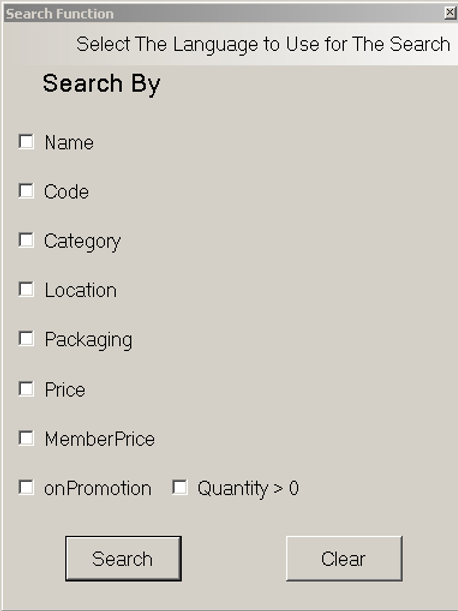 Search Function
Select The Language to Use for The Search
Search By
Name
Code
Category
Location
Packaging
Price
MemberPrice
onPromotion Quantity > 0
Search Clear